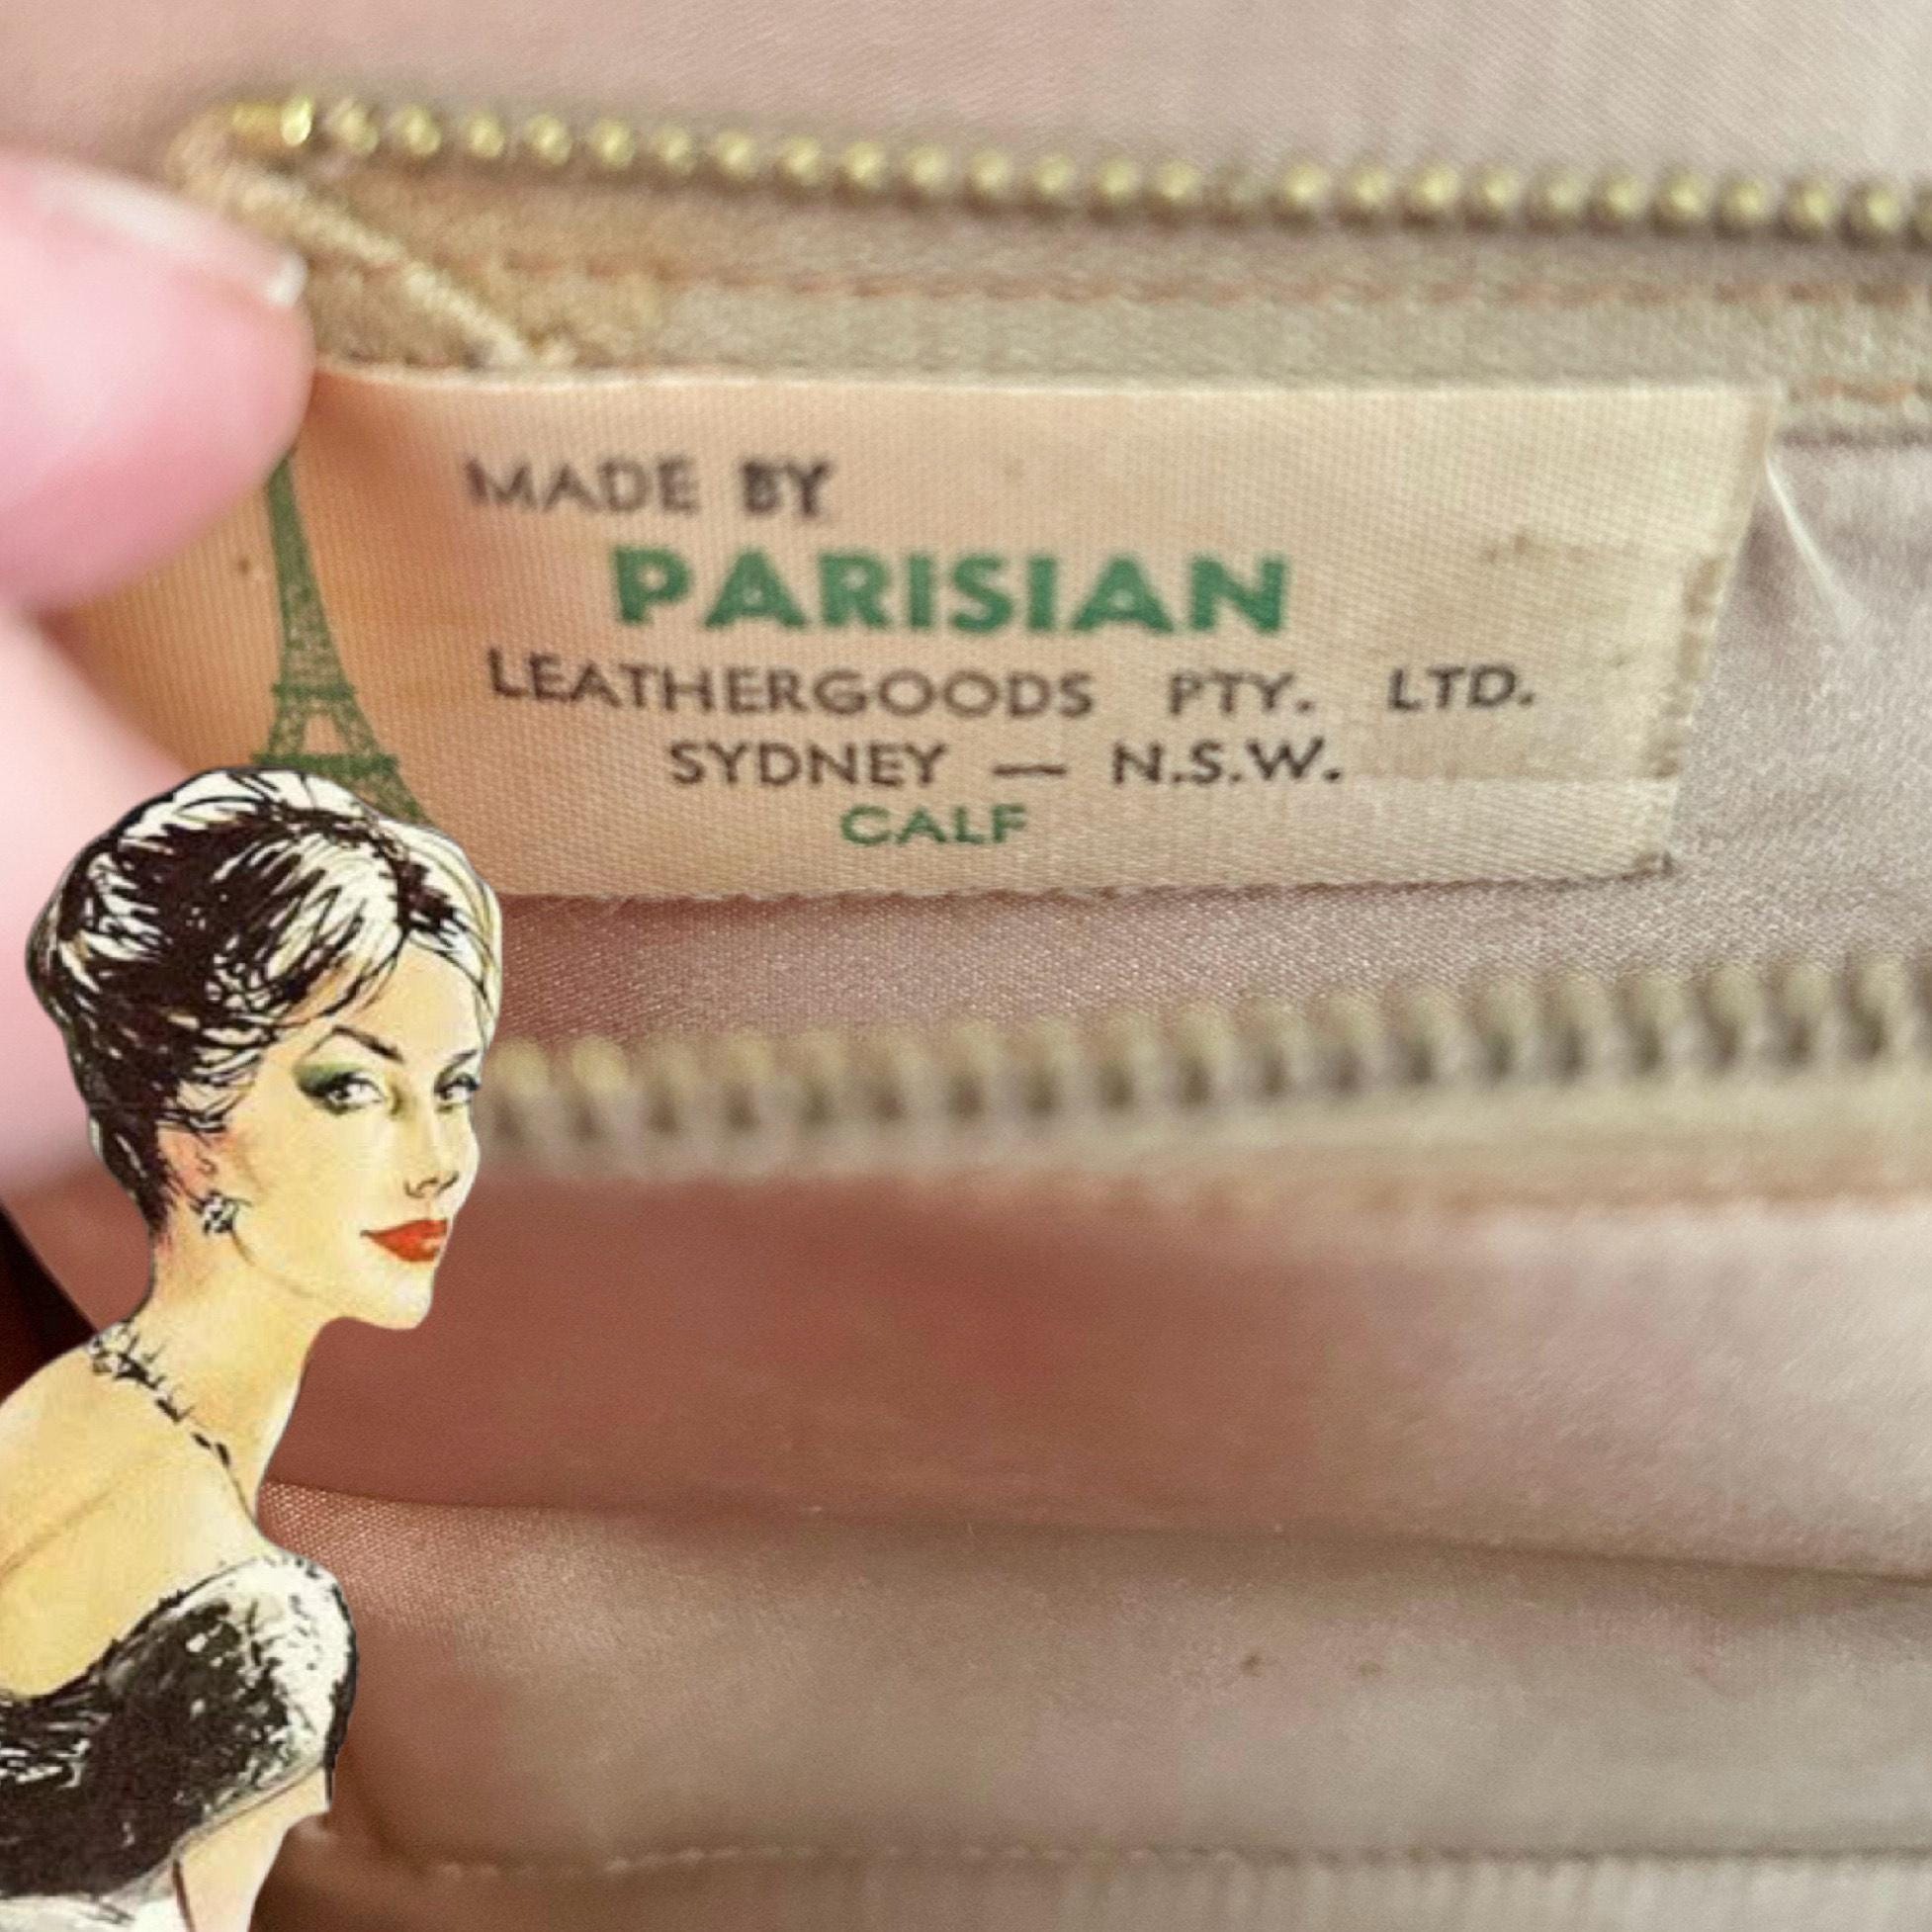 MADE BY
PARISIAN
LEATHERGOODS PTY. LTD.
SYDNEY — N.S.W.
CALF